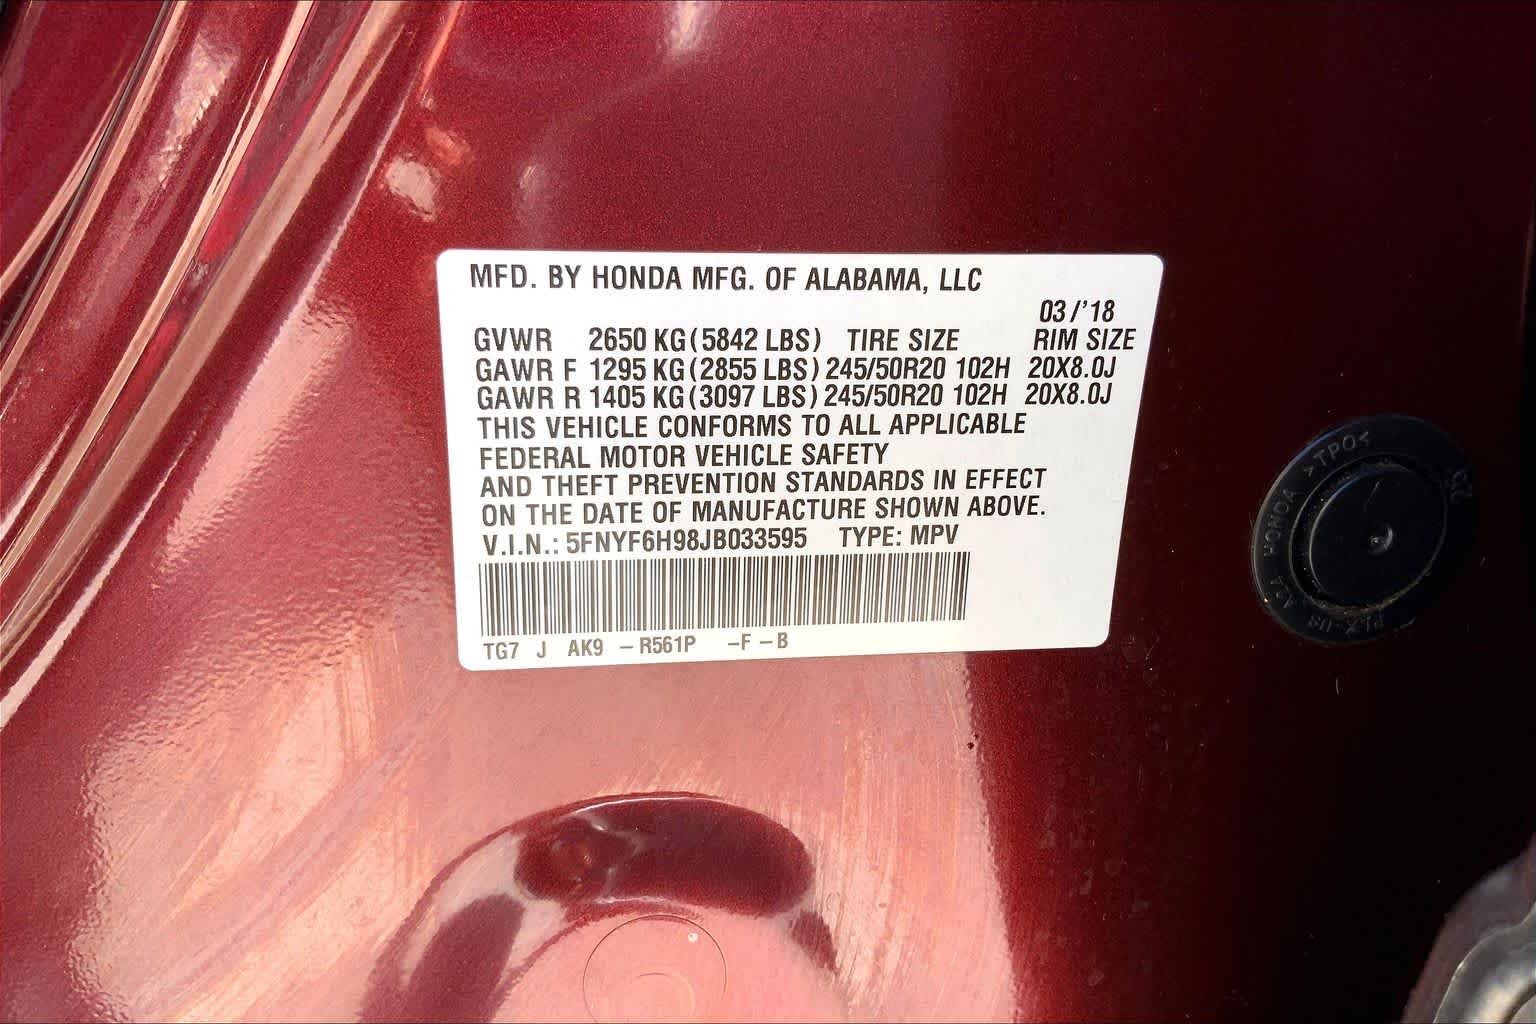 MFD. BY HONDA MFG. OF ALABAMA, LLC
03/'18
GVWR 2650 KG (5842 LBS) TIRE SIZE RIM SIZE
GAWR F 1295 KG (2855 LBS) 245/50R20 102H 20X8.0J
GAWR R 1405 KG (3097 LBS) 245/50R20 102H 20X8.0J
THIS VEHICLE CONFORMS TO ALL APPLICABLE
FEDERAL MOTOR VEHICLE SAFETY
AND THEFT PREVENTION STANDARDS IN EFFECT
ON THE DATE OF MANUFACTURE SHOWN ABOVE.
V.I.N.: 5FNYF6H98JB033595 TYPE: MPV
TG7 J AK9 -R561P -F-B
HONDA >TPO<